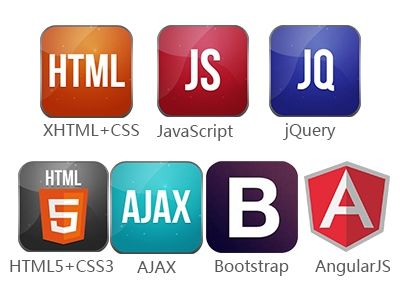 HTML JS JQ
XHTML+CSS JavaScript jQuery
HTML
5 AJAX B A
HTML5+CSS3 AJAX Bootstrap AngularJS